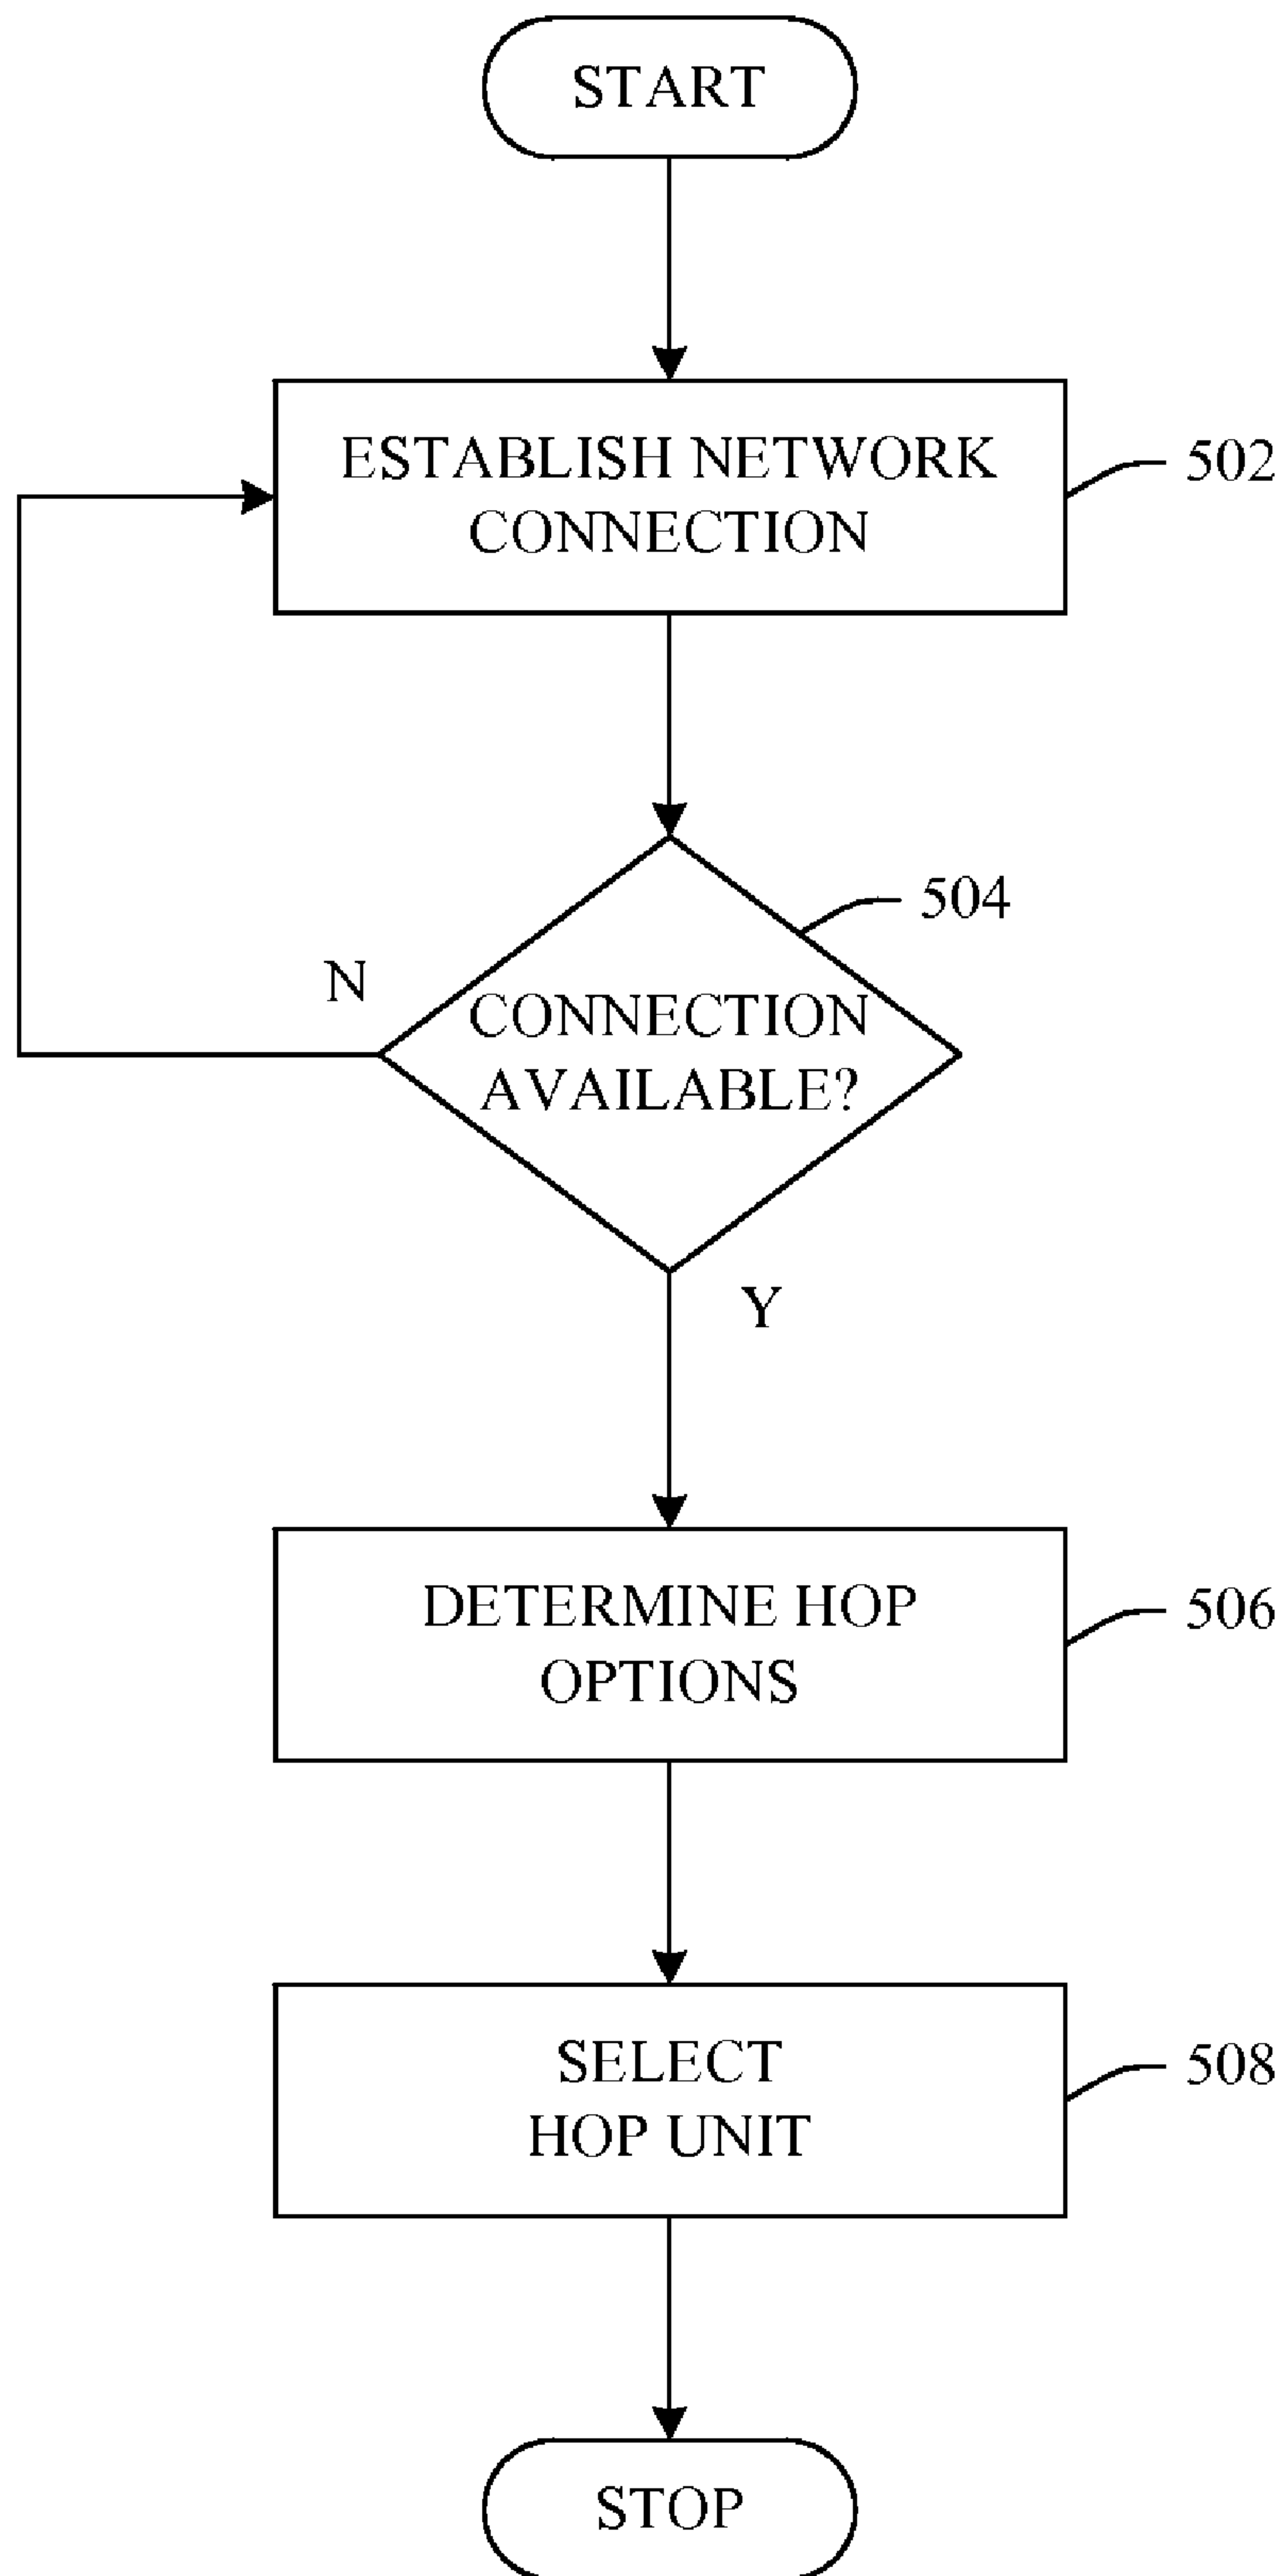 START
ESTABLISH NETWORK
CONNECTION
502
504
N
CONNECTION
AVAILABLE?
Y
DETERMINE HOP
OPTIONS
506
SELECT
HOP UNIT
508
STOP